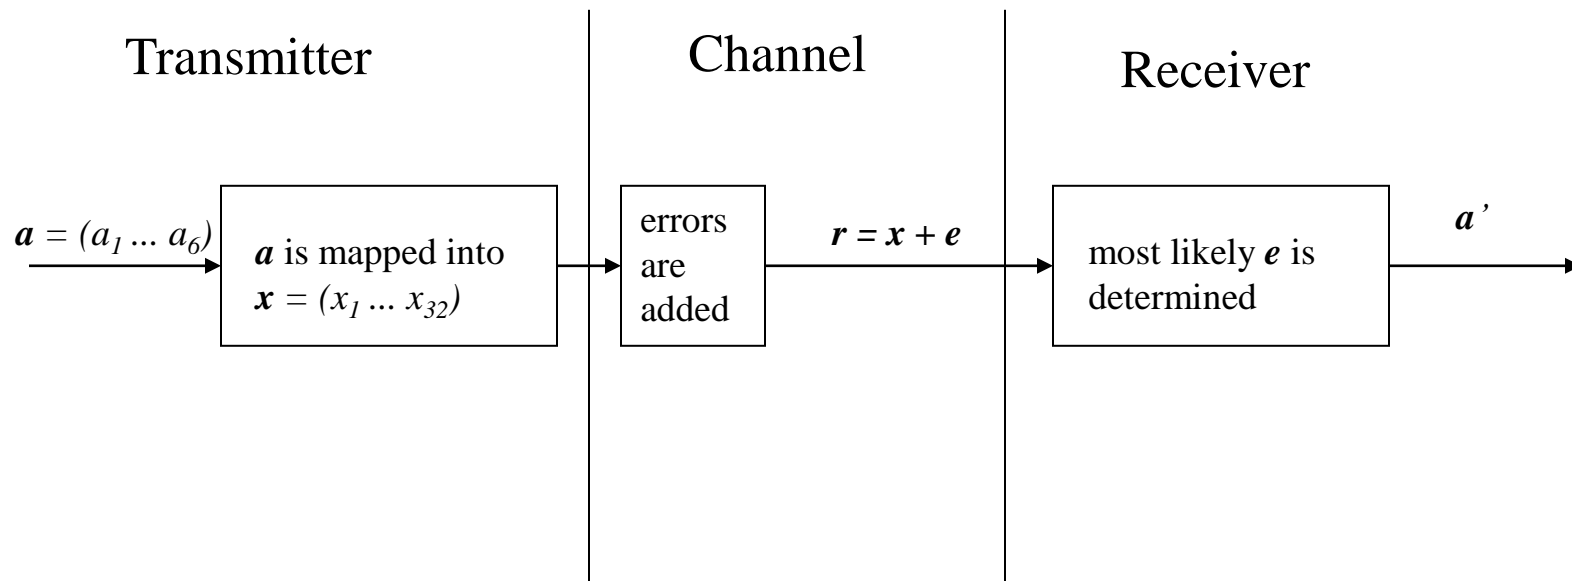 Transmitter
Channel
Receiver
a = (a1 ... a6)
a is mapped into
x = (x1 ... x32)
errors
are
added
r = x + e
most likely e is
determined
a’